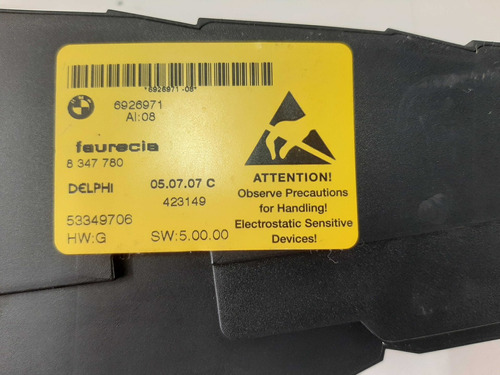 *6926971-08*
BMW
6926971
AI:08
faurecia
8 347 780
DELPHI 05.07.07 C
423149
53349706
HW:G SW:5.00.00
ATTENTION!
Observe Precautions
for Handling!
Electrostatic Sensitive
Devices!